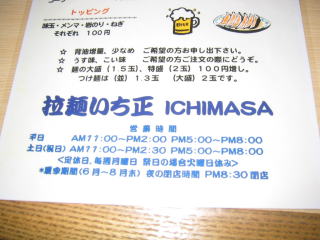 トッピング
味玉・メンマ・岩のり・ねぎ
それぞれ 100円
☆ 背油増量、少なめ ご希望の方お申し出下さい。
☆ うす味、こい味 ご希望の方ご注文の際にどうぞ。
☆ 麺の大盛(1.5玉)、特盛(2玉) 100円増し。
つけ麺は(並)1.3玉 (大盛)2玉です。
拉麺いち正 ICHIMASA
営業時間
平日 AM11:00~PM2:00 PM5:00~PM8:00
土日(祝日) AM11:00~PM2:30 PM5:00~PM8:00
<定休日、毎週月曜日 祭日の場合火曜日休み>
*夏季期間(6月~8月末) 夜の閉店時間 PM8:30閉店